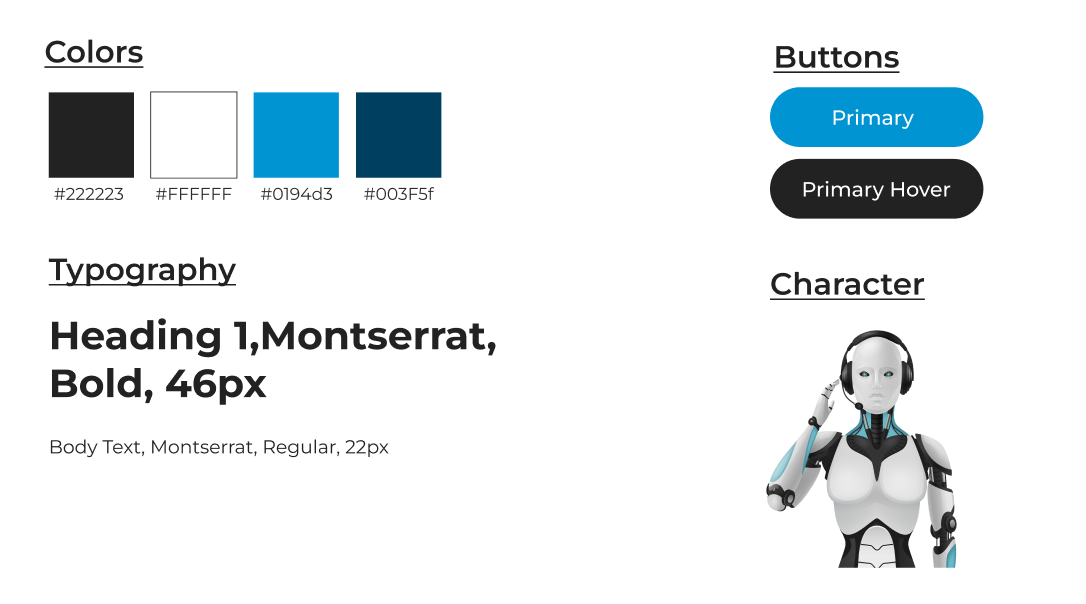 Colors
#222223
#FFFFFF
#0194d3
#003F5f
Typography
Heading 1,Montserrat,
Bold, 46px
Body Text, Montserrat, Regular, 22px
Buttons
Primary
Primary Hover
Character